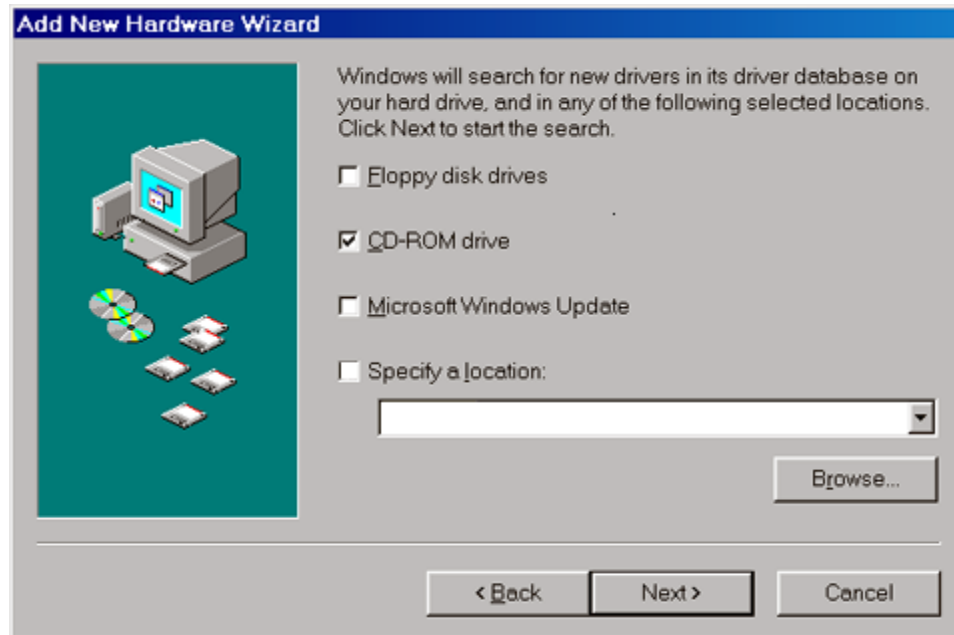 Add New Hardware Wizard
Windows will search for new drivers in its driver database on
your hard drive, and in any of the following selected locations.
Click Next to start the search.
Floppy disk drives
CD-ROM drive
Microsoft Windows Update
Specify a location:
Browse...
< Back Next > Cancel